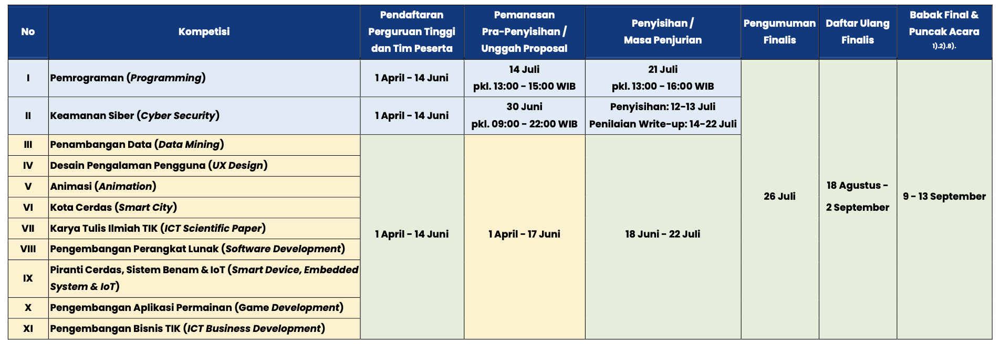 No
Kompetisi
Pendaftaran
Perguruan Tinggi
dan Tim Peserta
Pemanasan
Pra-Penyisihan /
Unggah Proposal
Penyisihan /
Masa Penjurian
Pengumuman
Finalis
Daftar Ulang
Finalis
Babak Final &
Puncak Acara
1).2).8).
I
Pemrograman (Programming)
1 April - 14 Juni
14 Juli
pkl. 13:00 - 15:00 WIB
21 Juli
pkl. 13:00 - 16:00 WIB
II
Keamanan Siber (Cyber Security)
1 April - 14 Juni
30 Juni
pkl. 09:00 - 22:00 WIB
Penyisihan: 12-13 Juli
Penilaian Write-up: 14-22 Juli
III
Penambangan Data (Data Mining)
IV
Desain Pengalaman Pengguna (UX Design)
V
Animasi (Animation)
VI
Kota Cerdas (Smart City)
VII
Karya Tulis Ilmiah TIK (ICT Scientific Paper)
VIII
Pengembangan Perangkat Lunak (Software Development)
IX
Piranti Cerdas, Sistem Benam & IoT (Smart Device, Embedded
System & IoT)
X
Pengembangan Aplikasi Permainan (Game Development)
XI
Pengembangan Bisnis TIK (ICT Business Development)
1 April - 14 Juni
1 April - 17 Juni
18 Juni - 22 Juli
26 Juli
18 Agustus -
2 September
9 - 13 September